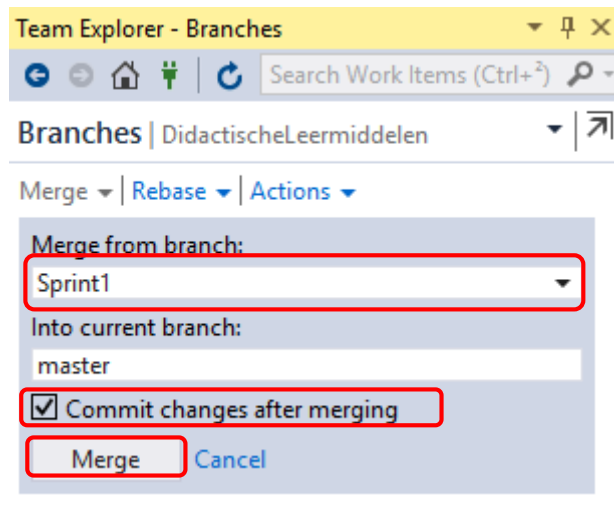 Team Explorer - Branches
Search Work Items (Ctrl+²)
Branches | DidactischeLeermiddelen
Merge | Rebase | Actions
Merge from branch:
Sprint1
Into current branch:
master
Commit changes after merging
Merge Cancel